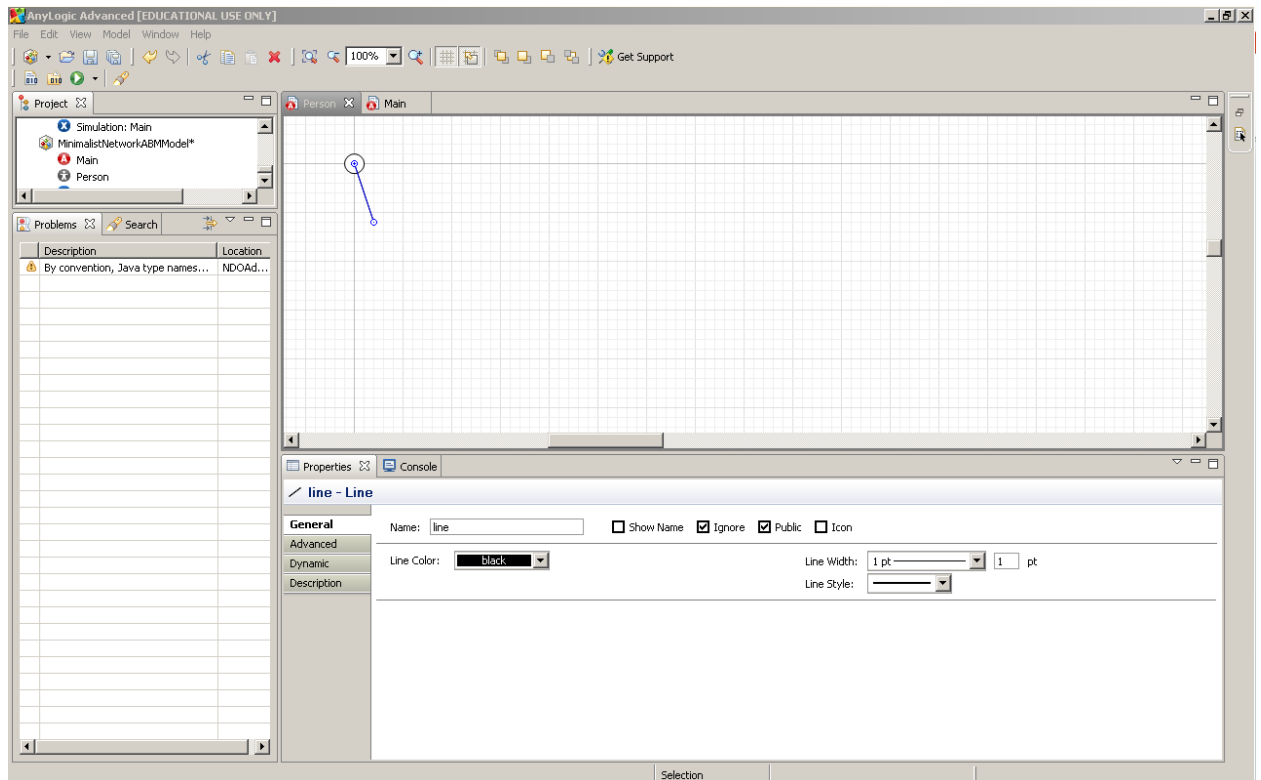 AnyLogic Advanced [EDUCATIONAL USE ONLY]
File Edit View Model Window Help
100% Get Support
Project
Simulation: Main
MinimalistNetworkABMModel*
Main
Person
Person Main
Problems Search
Description Location
By convention, Java type names... NDOAd...
Properties Console
line - Line
General
Advanced
Dynamic
Description
Name: line Show Name Ignore Public Icon
Line Color: black Line Width: 1 pt 1 pt
Line Style:
Selection